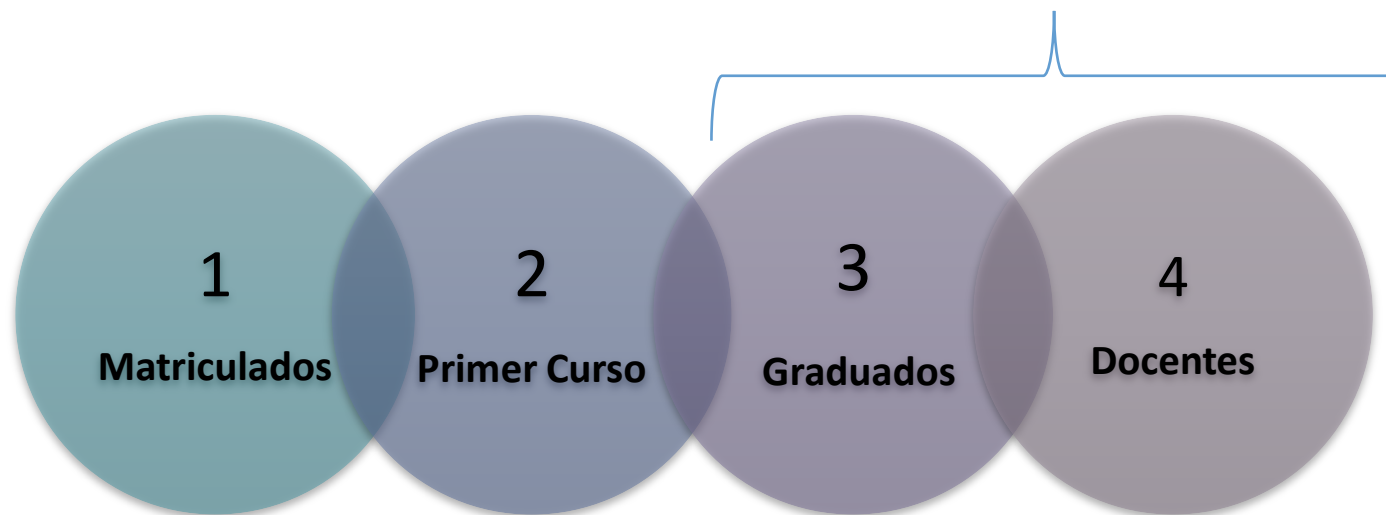 1
Matriculados
2
Primer Curso
3
Graduados
4
Docentes